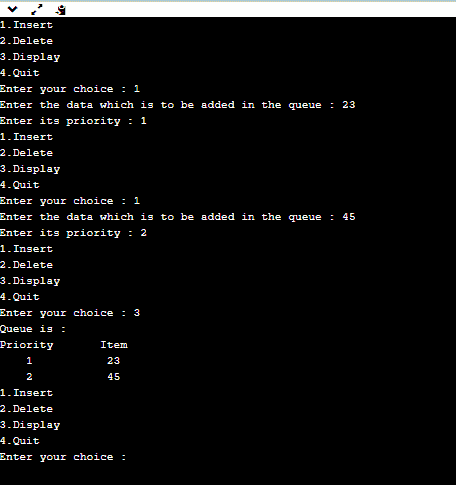 1.Insert
2.Delete
3.Display
4.Quit
Enter your choice : 1
Enter the data which is to be added in the queue : 23
Enter its priority : 1
1.Insert
2.Delete
3.Display
4.Quit
Enter your choice : 1
Enter the data which is to be added in the queue : 45
Enter its priority : 2
1.Insert
2.Delete
3.Display
4.Quit
Enter your choice : 3
Queue is :
Priority       Item
    1           23
    2           45
1.Insert
2.Delete
3.Display
4.Quit
Enter your choice :